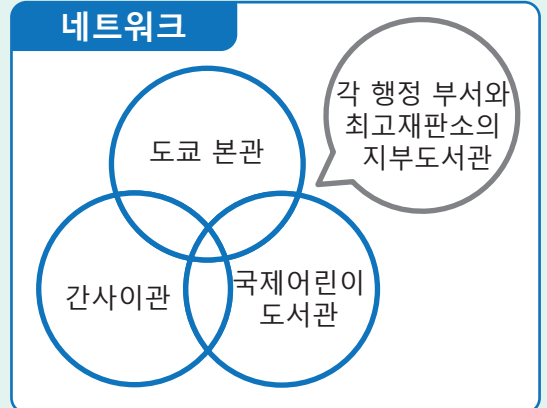 네트워크
각 행정 부서와
최고재판소의
지부도서관
도쿄 본관
간사이관
국제어린이
도서관